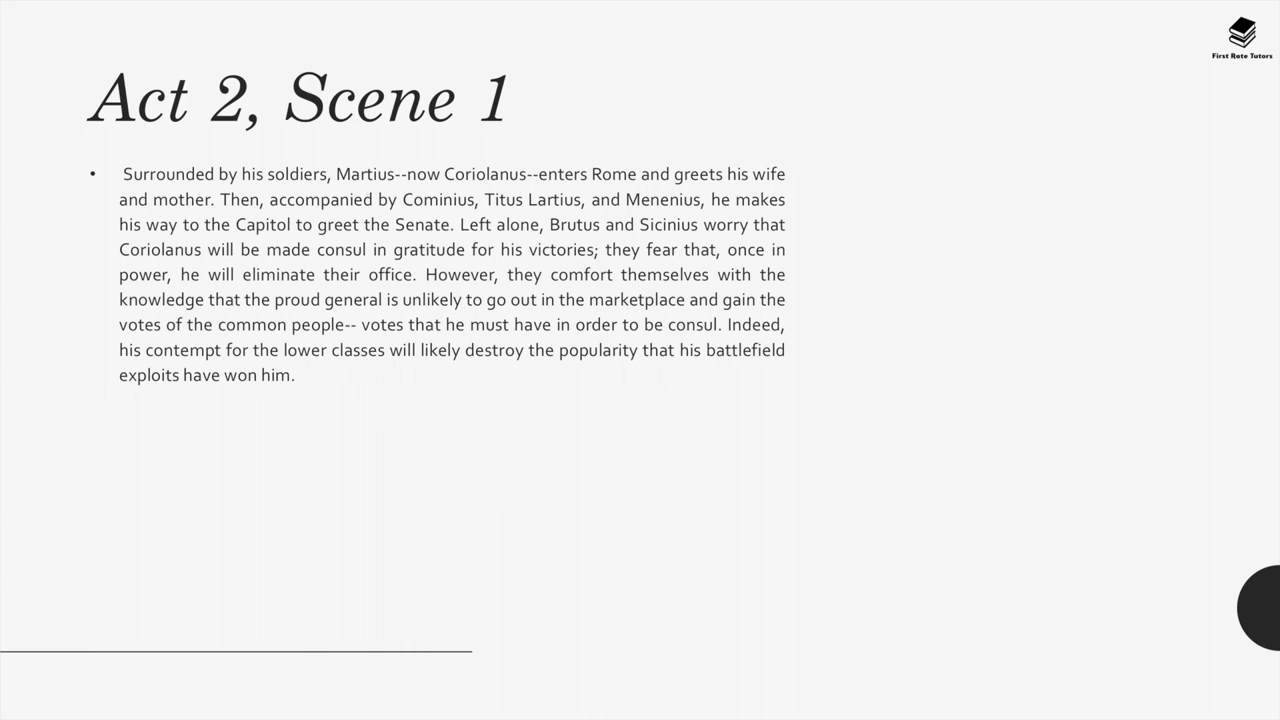 First Rate Tutors
Act 2, Scene 1
• Surrounded by his soldiers, Martius--now Coriolanus--enters Rome and greets his wife
and mother. Then, accompanied by Cominius, Titus Lartius, and Menenius, he makes
his way to the Capitol to greet the Senate. Left alone, Brutus and Sicinius worry that
Coriolanus will be made consul in gratitude for his victories; they fear that, once in
power, he will eliminate their office. However, they comfort themselves with the
knowledge that the proud general is unlikely to go out in the marketplace and gain the
votes of the common people-- votes that he must have in order to be consul. Indeed,
his contempt for the lower classes will likely destroy the popularity that his battlefield
exploits have won him.